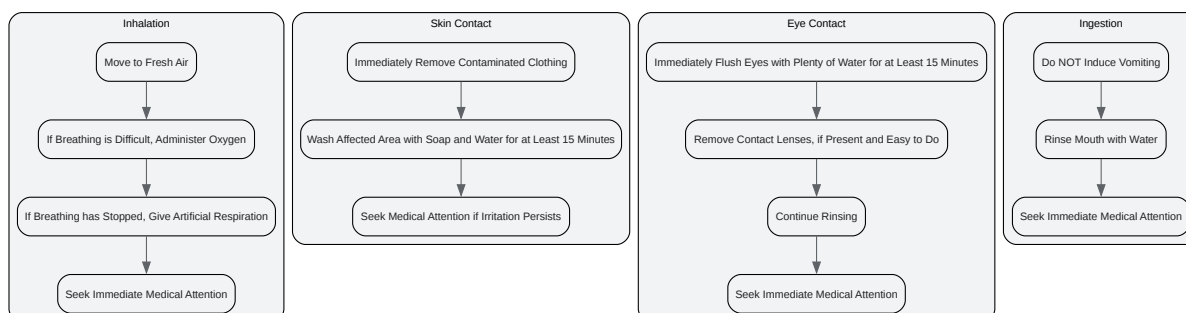 Inhalation
Move to Fresh Air
If Breathing is Difficult, Administer Oxygen
If Breathing has Stopped, Give Artificial Respiration
Seek Immediate Medical Attention
Skin Contact
Immediately Remove Contaminated Clothing
Wash Affected Area with Soap and Water for at Least 15 Minutes
Seek Medical Attention if Irritation Persists
Eye Contact
Immediately Flush Eyes with Plenty of Water for at Least 15 Minutes
Remove Contact Lenses, if Present and Easy to Do
Continue Rinsing
Seek Immediate Medical Attention
Ingestion
Do NOT Induce Vomiting
Rinse Mouth with Water
Seek Immediate Medical Attention